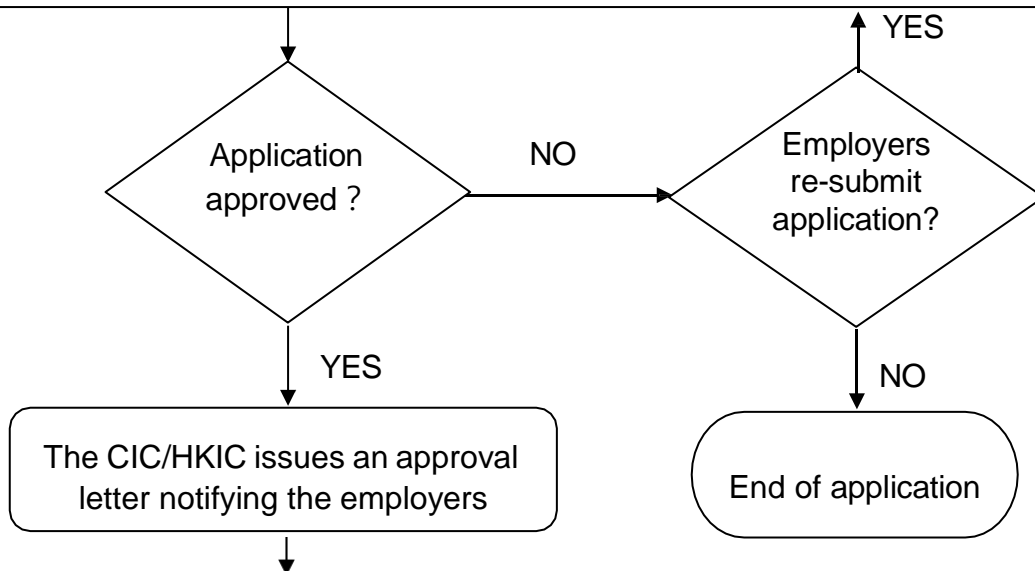 YES
Application
approved ?
NO
Employers
re-submit
application?
YES
NO
The CIC/HKIC issues an approval
letter notifying the employers
End of application